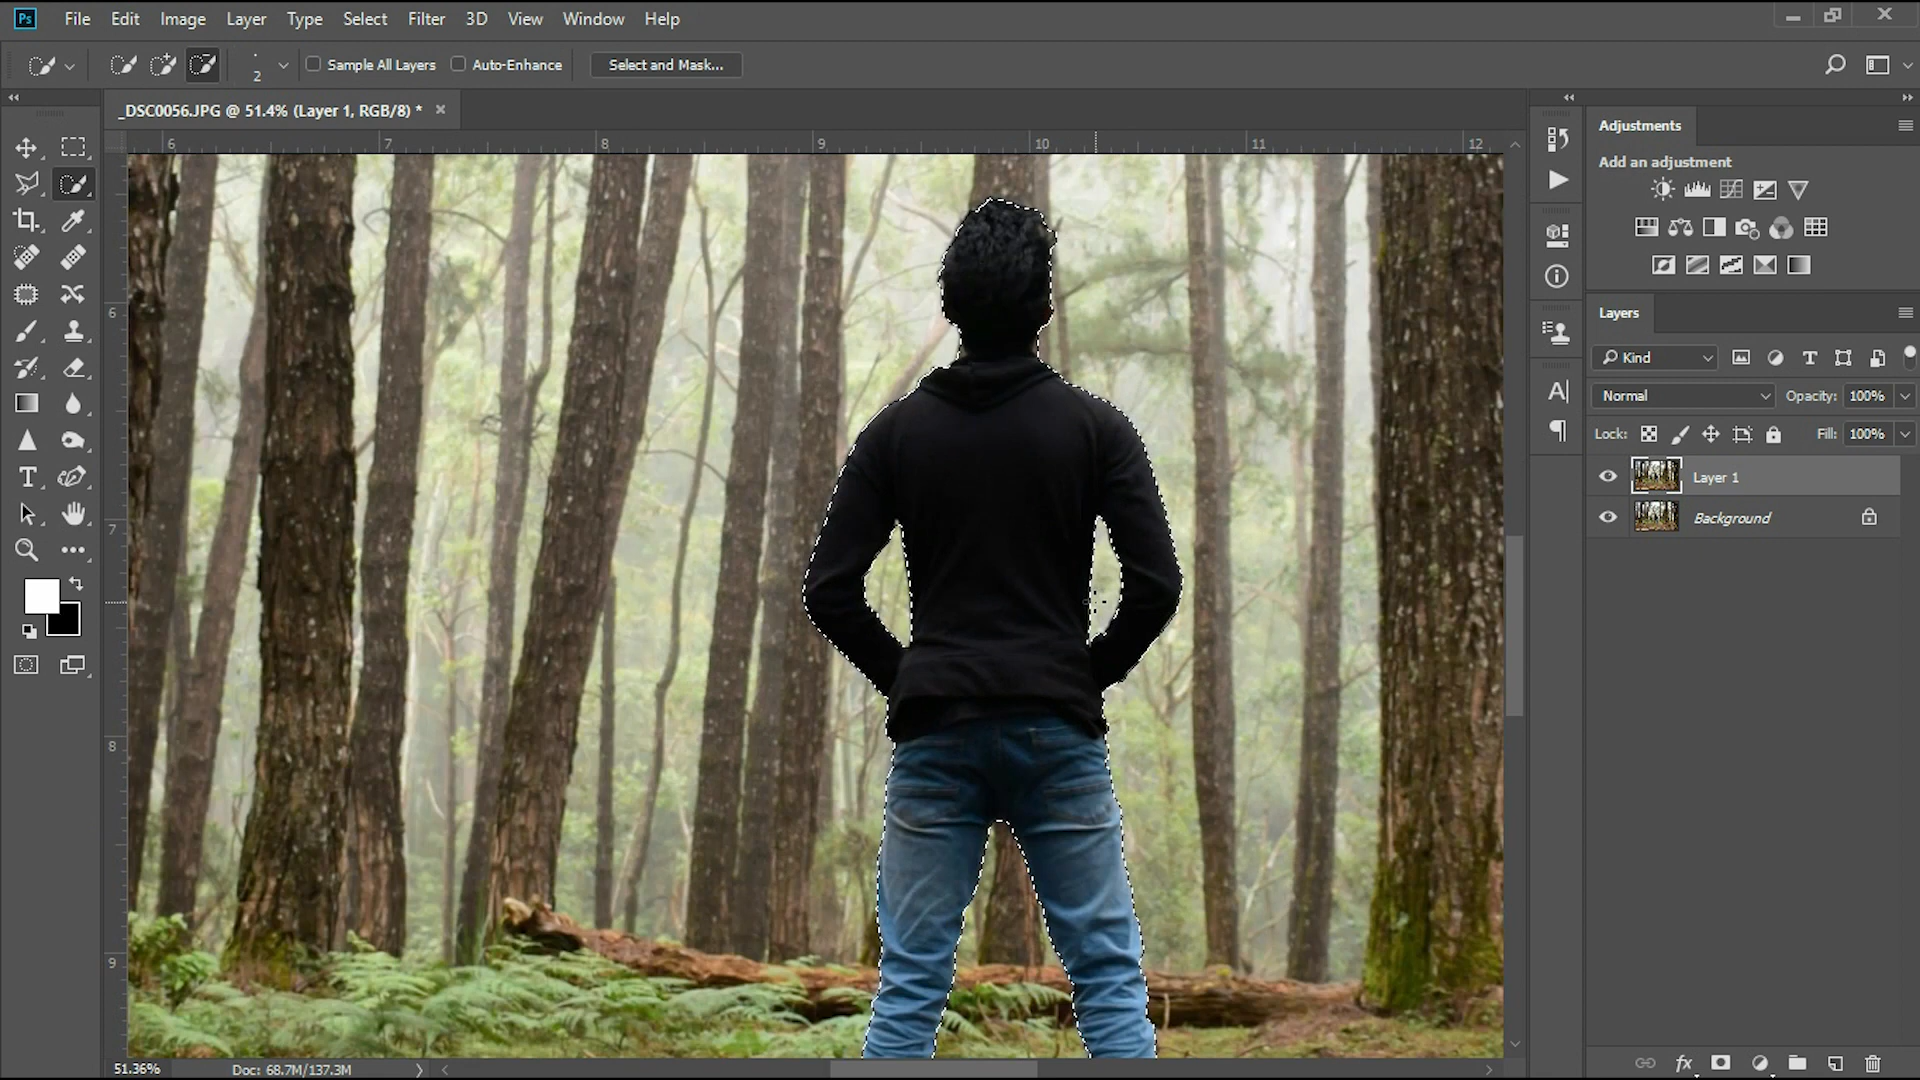 Ps File Edit Image Layer Type Select Filter 3D View Window Help
2 Sample All Layers Auto-Enhance Select and Mask...
_DSC0056.JPG @ 51.4% (Layer 1, RGB/8) *
6 7 8 9 10 11 12
6
7
8
9
Adjustments
Add an adjustment
Layers
Kind
Normal Opacity: 100%
Lock: Fill: 100%
Layer 1
Background
51.36% Doc: 68.7M/137.3M